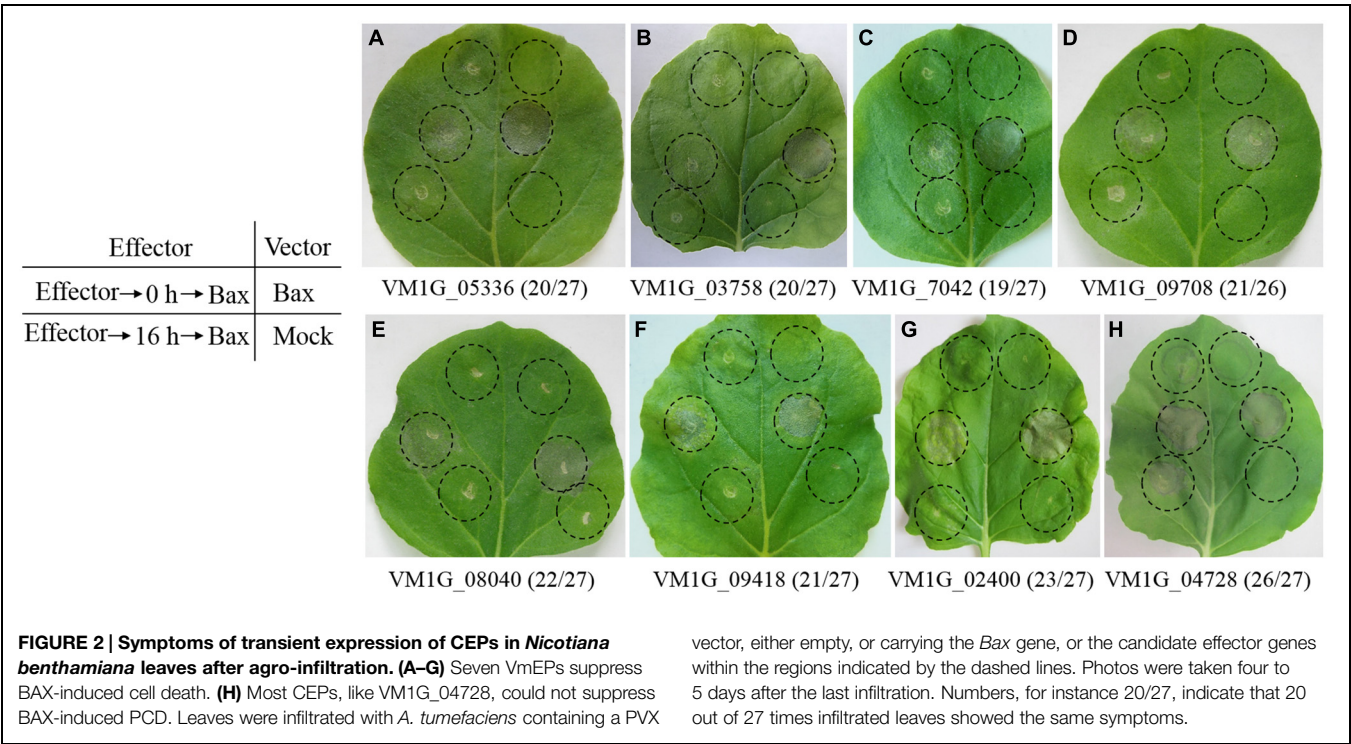 A
B
C
D
Effector Vector
Effector→0 h→Bax Bax
Effector→16 h→Bax Mock
VM1G_05336 (20/27) VM1G_03758 (20/27) VM1G_7042 (19/27) VM1G_09708 (21/26)
E
F
G
H
VM1G_08040 (22/27) VM1G_09418 (21/27) VM1G_02400 (23/27) VM1G_04728 (26/27)
FIGURE 2 | Symptoms of transient expression of CEPs in Nicotiana
benthamiana leaves after agro-infiltration. (A–G) Seven VmEPs suppress
BAX-induced cell death. (H) Most CEPs, like VM1G_04728, could not suppress
BAX-induced PCD. Leaves were infiltrated with A. tumefaciens containing a PVX
vector, either empty, or carrying the Bax gene, or the candidate effector genes
within the regions indicated by the dashed lines. Photos were taken four to
5 days after the last infiltration. Numbers, for instance 20/27, indicate that 20
out of 27 times infiltrated leaves showed the same symptoms.